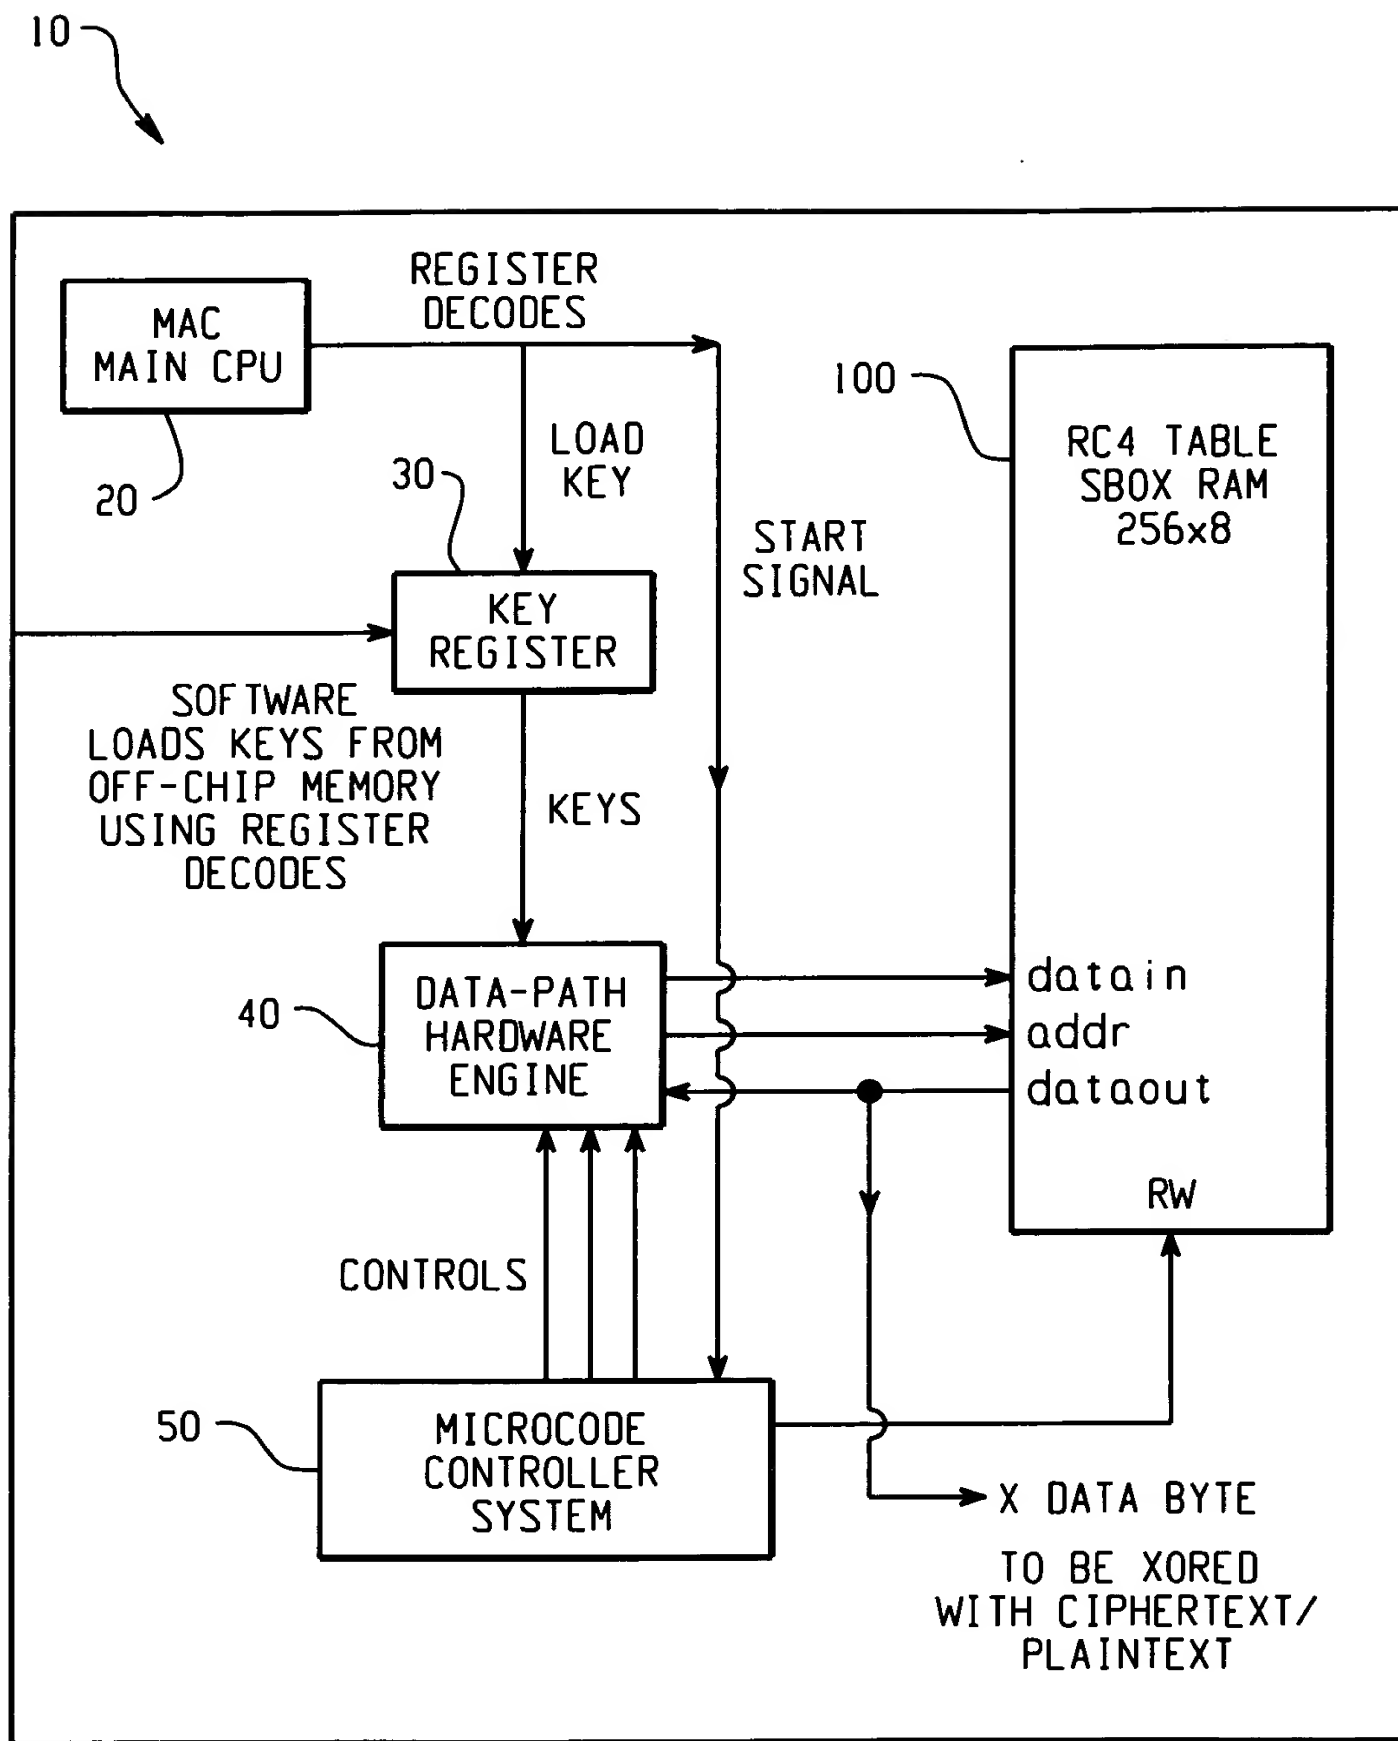 10
REGISTER
DECODES
MAC
MAIN CPU
20
LOAD
KEY
30
100
RC4 TABLE
SBOX RAM
256x8
START
SIGNAL
KEY
REGISTER
SOFTWARE
LOADS KEYS FROM
OFF-CHIP MEMORY
USING REGISTER
DECODES
KEYS
40
DATA-PATH
HARDWARE
ENGINE
datain
addr
dataout
RW
CONTROLS
50
MICROCODE
CONTROLLER
SYSTEM
X DATA BYTE
TO BE XORED
WITH CIPHERTEXT/
PLAINTEXT